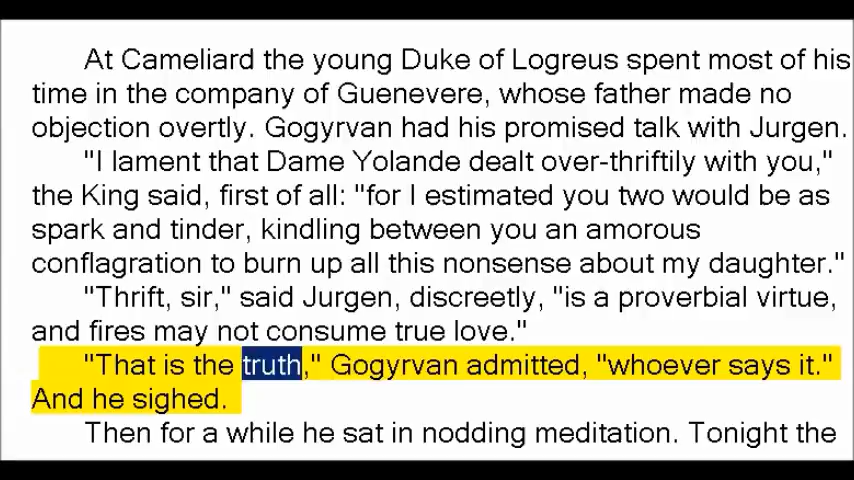 At Cameliard the young Duke of Logreus spent most of his
time in the company of Guenevere, whose father made no
objection overtly. Gogyrvan had his promised talk with Jurgen.
"I lament that Dame Yolande dealt over-thriftily with you,"
the King said, first of all: "for I estimated you two would be as
spark and tinder, kindling between you an amorous
conflagration to burn up all this nonsense about my daughter."
"Thrift, sir," said Jurgen, discreetly, "is a proverbial virtue,
and fires may not consume true love."
"That is the truth," Gogyrvan admitted, "whoever says it."
And he sighed.
Then for a while he sat in nodding meditation. Tonight the